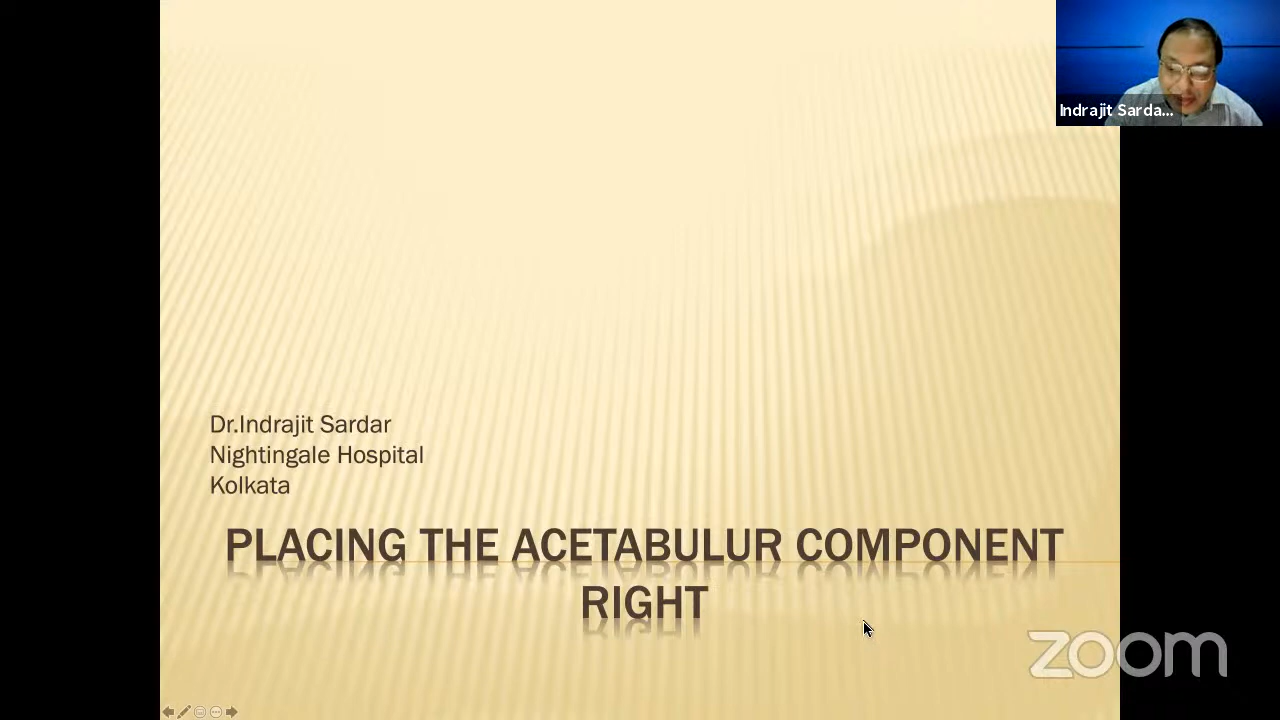 Indrajit Sarda...
Dr.Indrajit Sardar
Nightingale Hospital
Kolkata
PLACING THE ACETABULUR COMPONENT
RIGHT
zoom